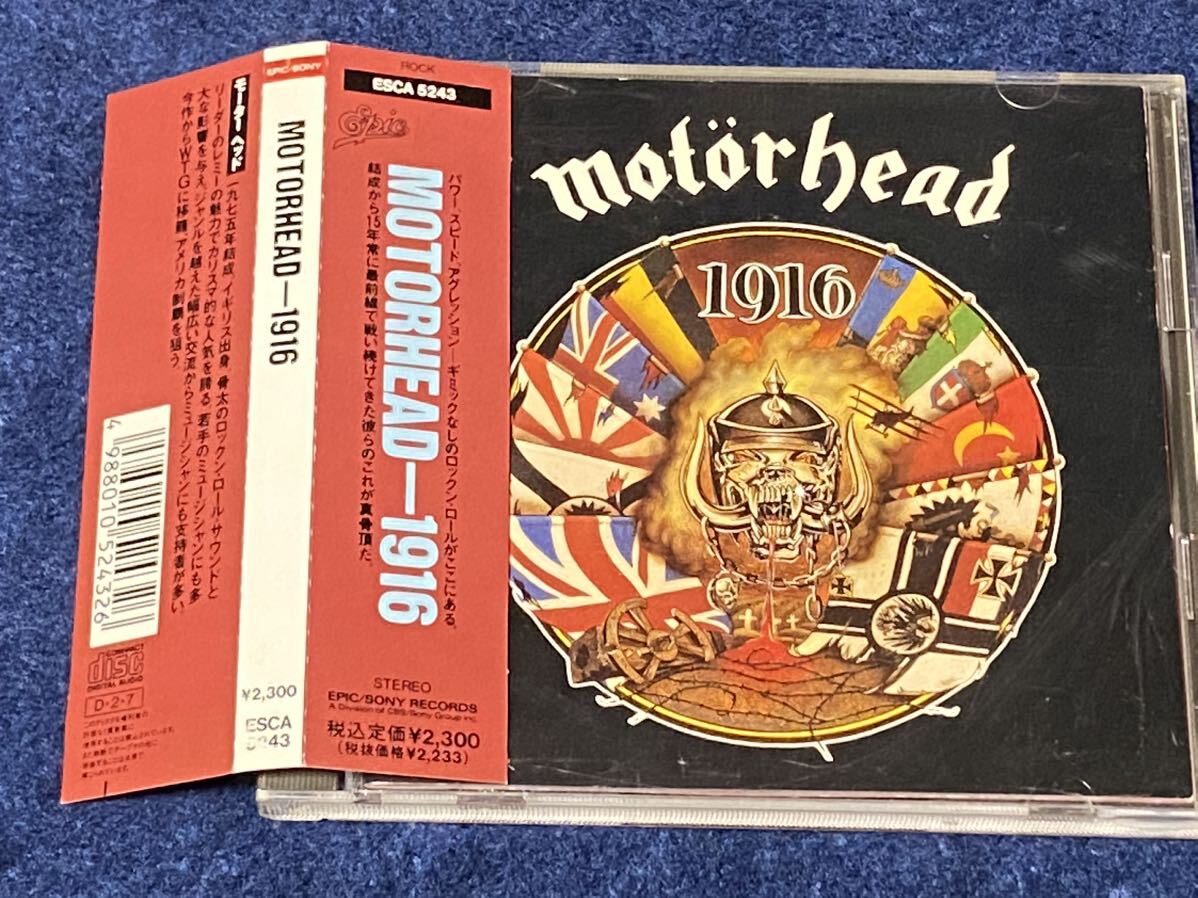 モーターヘッド
一九七五年結成、イギリス出身。骨太のロックン・ロール サウンドと
リーダーのレミーの魅力でカリスマ的な人気を誇る。若手のミュージシャンにも多
大な影響を与え、ジャンルを越えた幅広い交流からミュージシャンにも支持者が多い
今作からWTGに移籍。アメリカ制覇を狙う。
4 988010 524326
COMPACT
disc
DIGITAL AUDIO
D・2・7
EPIC/SONY
MOTORHEAD—1916
¥2,300
ESCA
5243
ROCK
ESCA 5243
Epic
パワー、スピード、アグレッション—ギミックなしのロックン・ロールがここにある。
結成から15年常に最前線で戦い続けてきた彼らのこれが真骨頂だ。
MOTORHEAD—1916
STEREO
EPIC/SONY RECORDS
A Division of CBS/Sony Group Inc.
税込定価¥2,300
(税抜価格¥2,233)
motörhead
1916